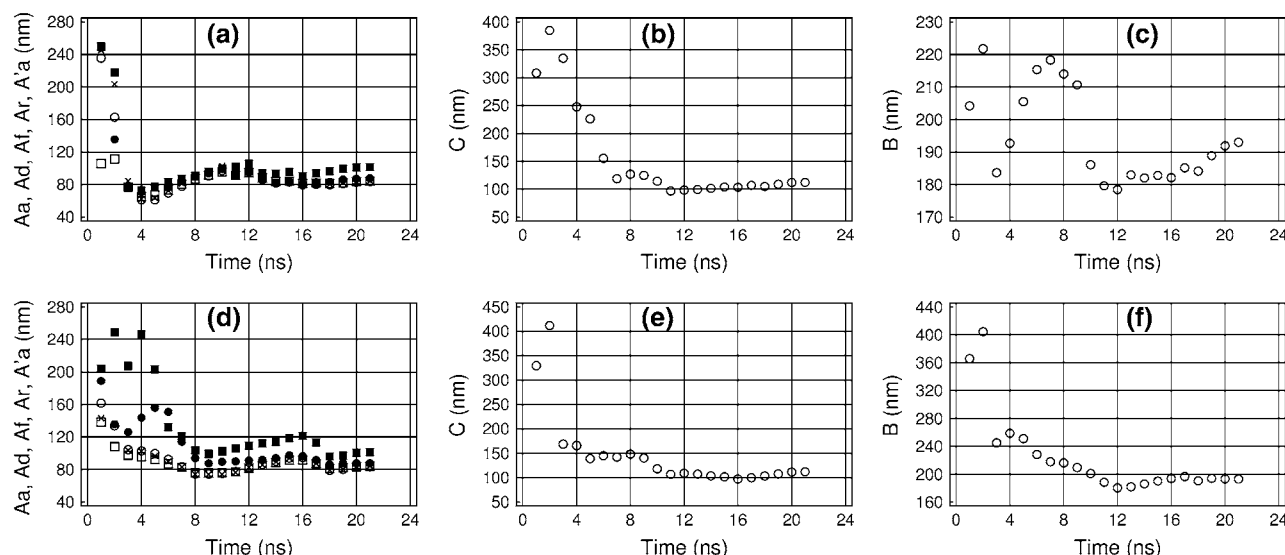 (a)
Aa, Ad, Af, Ar, A'a (nm)
280
240
200
160
120
80
40
0 4 8 12 16 20 24
Time (ns)
(b)
C (nm)
400
350
300
250
200
150
100
50
0 4 8 12 16 20 24
Time (ns)
(c)
B (nm)
230
220
210
200
190
180
170
0 4 8 12 16 20 24
Time (ns)
(d)
Aa, Ad, Af, Ar, A'a (nm)
280
240
200
160
120
80
40
0 4 8 12 16 20 24
Time (ns)
(e)
C (nm)
450
400
350
300
250
200
150
100
50
0 4 8 12 16 20 24
Time (ns)
(f)
B (nm)
440
400
360
320
280
240
200
160
0 4 8 12 16 20 24
Time (ns)